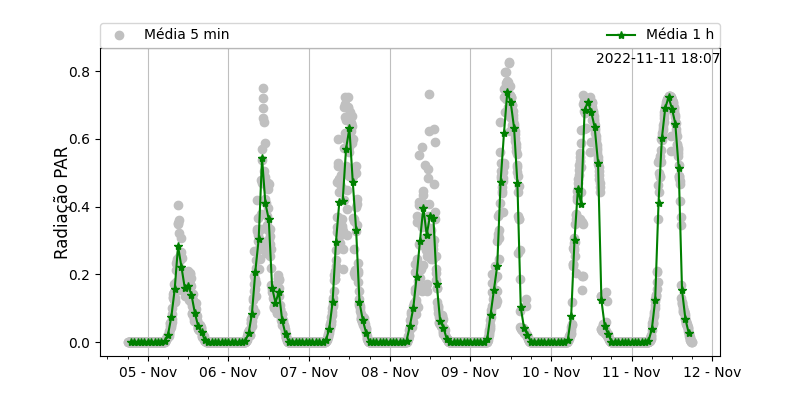 Média 5 min
Média 1 h
2022-11-11 18:07
Radiação PAR
0.8
0.6
0.4
0.2
0.0
05 - Nov
06 - Nov
07 - Nov
08 - Nov
09 - Nov
10 - Nov
11 - Nov
12 - Nov